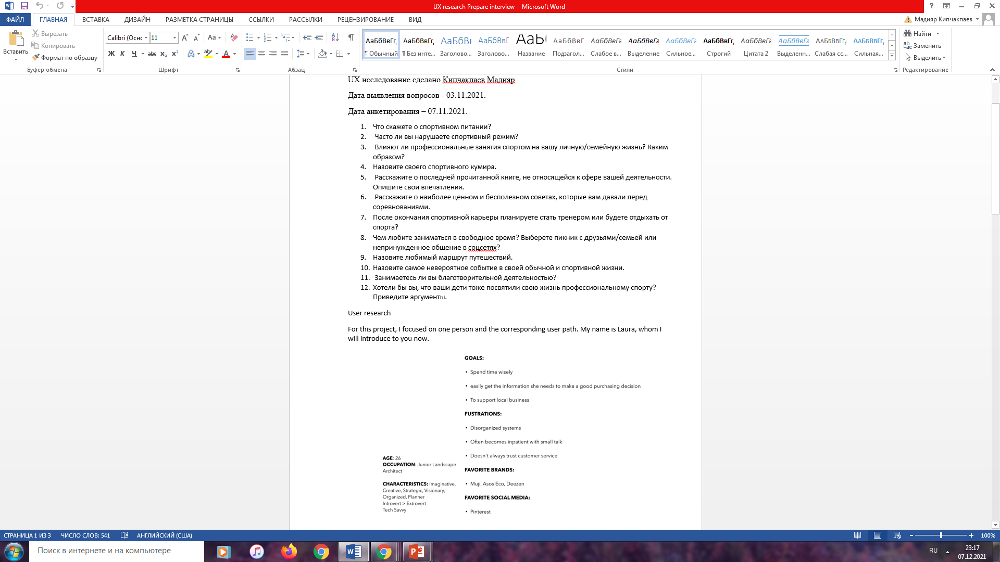 UX research Prepare interview - Microsoft Word
ФАЙЛ ГЛАВНАЯ ВСТАВКА ДИЗАЙН РАЗМЕТКА СТРАНИЦЫ ССЫЛКИ РАССЫЛКИ РЕЦЕНЗИРОВАНИЕ ВИД Мадияр Кипчакпаев
Вставить
Вырезать
Копировать
Формат по образцу
Буфер обмена
Calibri (Оснс 11
Шрифт
Абзац
АаБбВвГг, АаБбВвГг, АаБбВе АаБбВвГ АаЫ АаБбВвГ АаБбВвГг АаБбВвГг АаБбВвГг АаБбВвГг, АаБбВвГг АаБбВвГг ААББВВГГ, ААББВВГГ,
¶ Обычный ¶ Без инте... Заголово... Заголово... Название Подзагол... Слабое в... Выделение Сильное... Строгий Цитата 2 Выделенн... Слабая сс... Сильная...
Стили
Найти
Заменить
Выделить
Редактирование
UX исследование сделано Кипчакпаев Мадияр.
Дата выявления вопросов - 03.11.2021.
Дата анкетирования – 07.11.2021.
1. Что скажете о спортивном питании?
2. Часто ли вы нарушаете спортивный режим?
3. Влияют ли профессиональные занятия спортом на вашу личную/семейную жизнь? Каким
образом?
4. Назовите своего спортивного кумира.
5. Расскажите о последней прочитанной книге, не относящейся к сфере вашей деятельности.
Опишите свои впечатления.
6. Расскажите о наиболее ценном и бесполезном советах, которые вам давали перед
соревнованиями.
7. После окончания спортивной карьеры планируете стать тренером или будете отдыхать от
спорта?
8. Чем любите заниматься в свободное время? Выберете пикник с друзьями/семьей или
непринужденное общение в соцсетях?
9. Назовите любимый маршрут путешествий.
10. Назовите самое невероятное событие в своей обычной и спортивной жизни.
11. Занимаетесь ли вы благотворительной деятельностью?
12. Хотели бы вы, что ваши дети тоже посвятили свою жизнь профессиональному спорту?
Приведите аргументы.
User research
For this project, I focused on one person and the corresponding user path. My name is Laura, whom I
will introduce to you now.
AGE: 26
OCCUPATION: Junior Landscape
Architect
CHARACTERISTICS: Imaginative,
Creative, Strategic, Visionary,
Organized, Planner
Introvert > Extrovert
Tech Savvy
GOALS:
• Spend time wisely
• easily get the information she needs to make a good purchasing decision
• To support local business
FUSTRATIONS:
• Disorganized systems
• Often becomes inpatient with small talk
• Doesn't always trust customer service
FAVORITE BRANDS:
• Muji, Asos Eco, Deezen
FAVORITE SOCIAL MEDIA:
• Pinterest
СТРАНИЦА 1 ИЗ 3 ЧИСЛО СЛОВ: 541 АНГЛИЙСКИЙ (США) 100%
Поиск в интернете и на компьютере
RU
23:17
07.12.2021